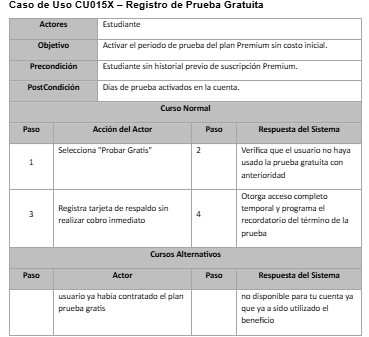 Caso de Uso CU015X – Registro de Prueba Gratuita
Actores Estudiante
Objetivo Activar el período de prueba del plan Premium sin costo inicial.
Precondición Estudiante sin historial previo de suscripción Premium.
PostCondición Días de prueba activados en la cuenta.
Curso Normal
Paso Acción del Actor Paso Respuesta del Sistema
1
Selecciona "Probar Gratis"
2
Verifica que el usuario no haya
usado la prueba gratuita con
anterioridad
3
Registra tarjeta de respaldo sin
realizar cobro inmediato
4
Otorga acceso completo
temporal y programa el
recordatorio del término de la
prueba
Cursos Alternativos
Paso Actor Paso Respuesta del Sistema
usuario ya había contratado el plan
prueba gratis
no disponible para tu cuenta ya
que ya a sido utilizado el
beneficio